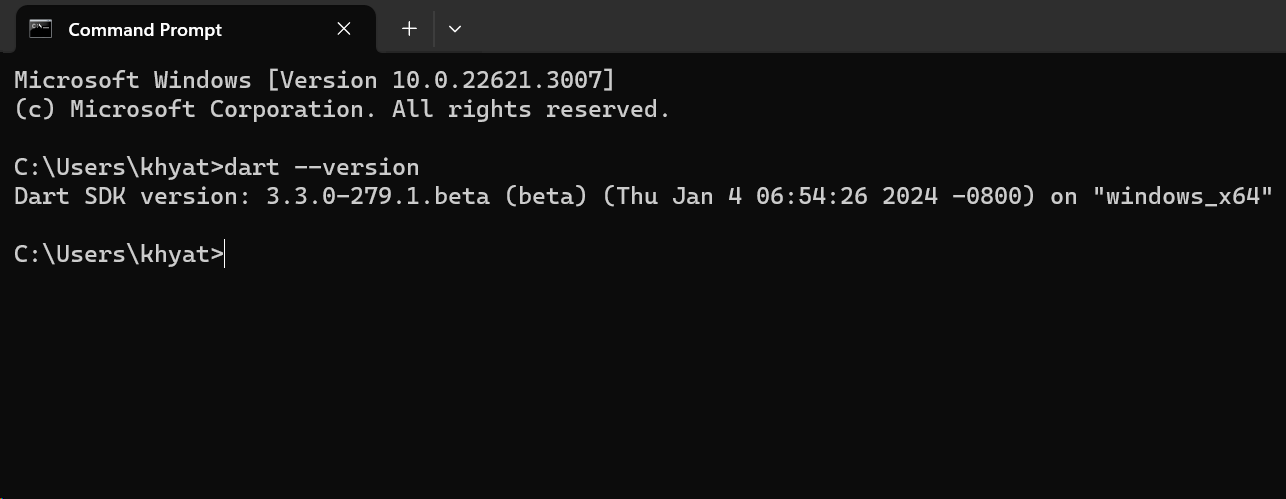 Command Prompt
Microsoft Windows [Version 10.0.22621.3007]
(c) Microsoft Corporation. All rights reserved.
C:\Users\khyat>dart --version
Dart SDK version: 3.3.0-279.1.beta (beta) (Thu Jan 4 06:54:26 2024 -0800) on "windows_x64"
C:\Users\khyat>